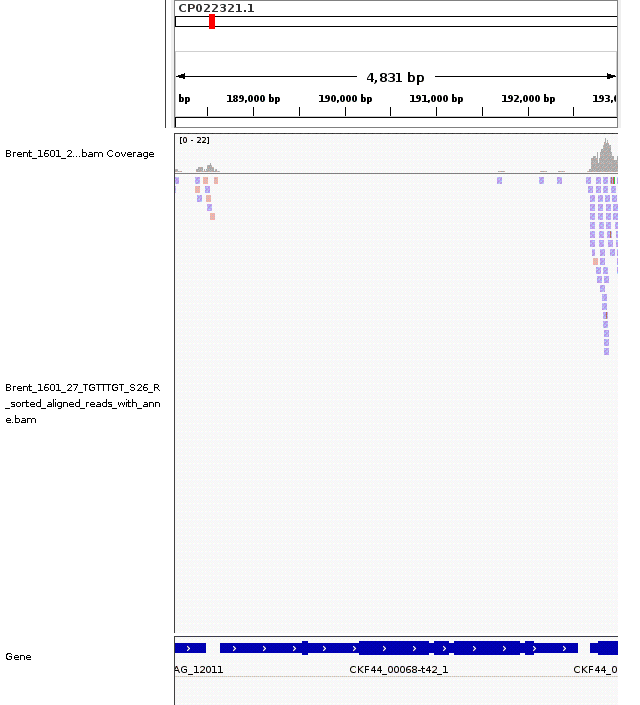 CP022321.1
4,831 bp
bp 189,000 bp 190,000 bp 191,000 bp 192,000 bp 193,(
Brent_1601_2...bam Coverage
[0 - 22]
Brent_1601_27_TGTTTGT_S26_R
_sorted_aligned_reads_with_ann
e.bam
Gene
AG_12011 CKF44_00068-t42_1 CKF44_0